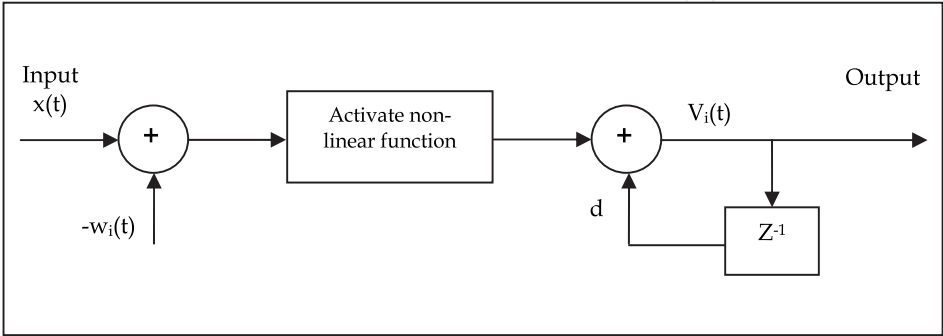 Input
x(t)
+
-wᵢ(t)
Activate non-
linear function
+
d
Vᵢ(t)
Output
Z⁻¹